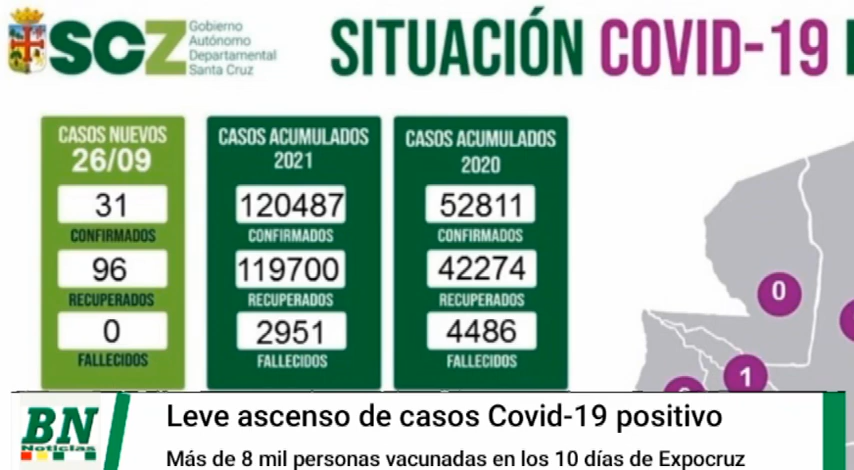 SCZ
Gobierno
Autónomo
Departamental
Santa Cruz
SITUACIÓN COVID-19
CASOS NUEVOS
26/09
31
CONFIRMADOS
96
RECUPERADOS
0
FALLECIDOS
CASOS ACUMULADOS
2021
120487
CONFIRMADOS
119700
RECUPERADOS
2951
FALLECIDOS
CASOS ACUMULADOS
2020
52811
CONFIRMADOS
42274
RECUPERADOS
4486
FALLECIDOS
0
1
BN
Noticias
Leve ascenso de casos Covid-19 positivo
Más de 8 mil personas vacunadas en los 10 días de Expocruz